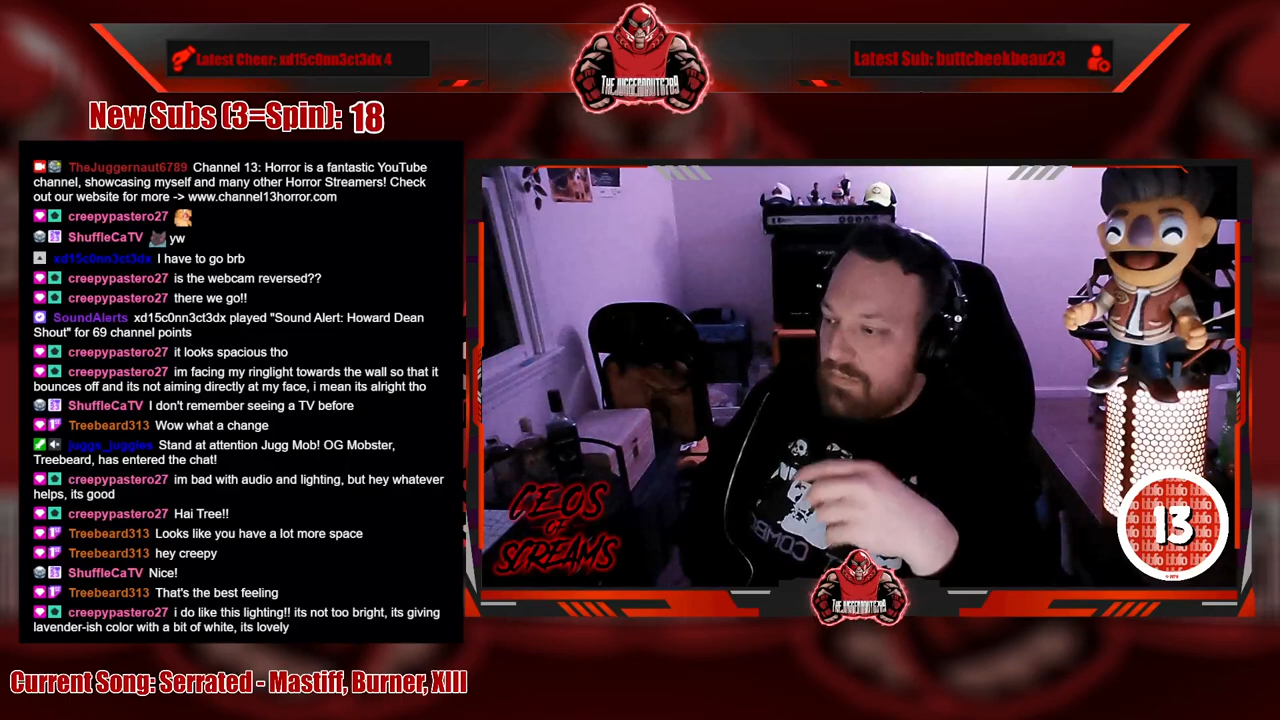 Latest Cheer: xd15c0nn3ct3dx 4
THEJUGGERNAUT6789
Latest Sub: buttcheekbeau23
New Subs (3=Spin): 18
TheJuggernaut6789 Channel 13: Horror is a fantastic YouTube
channel, showcasing myself and many other Horror Streamers! Check
out our website for more -> www.channel13horror.com
creepypastero27
ShuffleCaTV yw
xd15c0nn3ct3dx I have to go brb
creepypastero27 is the webcam reversed??
creepypastero27 there we go!!
SoundAlerts xd15c0nn3ct3dx played "Sound Alert: Howard Dean
Shout" for 69 channel points
creepypastero27 it looks spacious tho
creepypastero27 im facing my ringlight towards the wall so that it
bounces off and its not aiming directly at my face, i mean its alright tho
ShuffleCaTV I don't remember seeing a TV before
Treebeard313 Wow what a change
juggs_juggies Stand at attention Jugg Mob! OG Mobster,
Treebeard, has entered the chat!
creepypastero27 im bad with audio and lighting, but hey whatever
helps, its good
creepypastero27 Hai Tree!!
Treebeard313 Looks like you have a lot more space
Treebeard313 hey creepy
ShuffleCaTV Nice!
Treebeard313 That's the best feeling
creepypastero27 i do like this lighting!! its not too bright, its giving
lavender-ish color with a bit of white, its lovely
CEOS
OF
SCREAMS
13
THEJUGGERNAUT6789
Current Song: Serrated - Mastiff, Burner, XIII